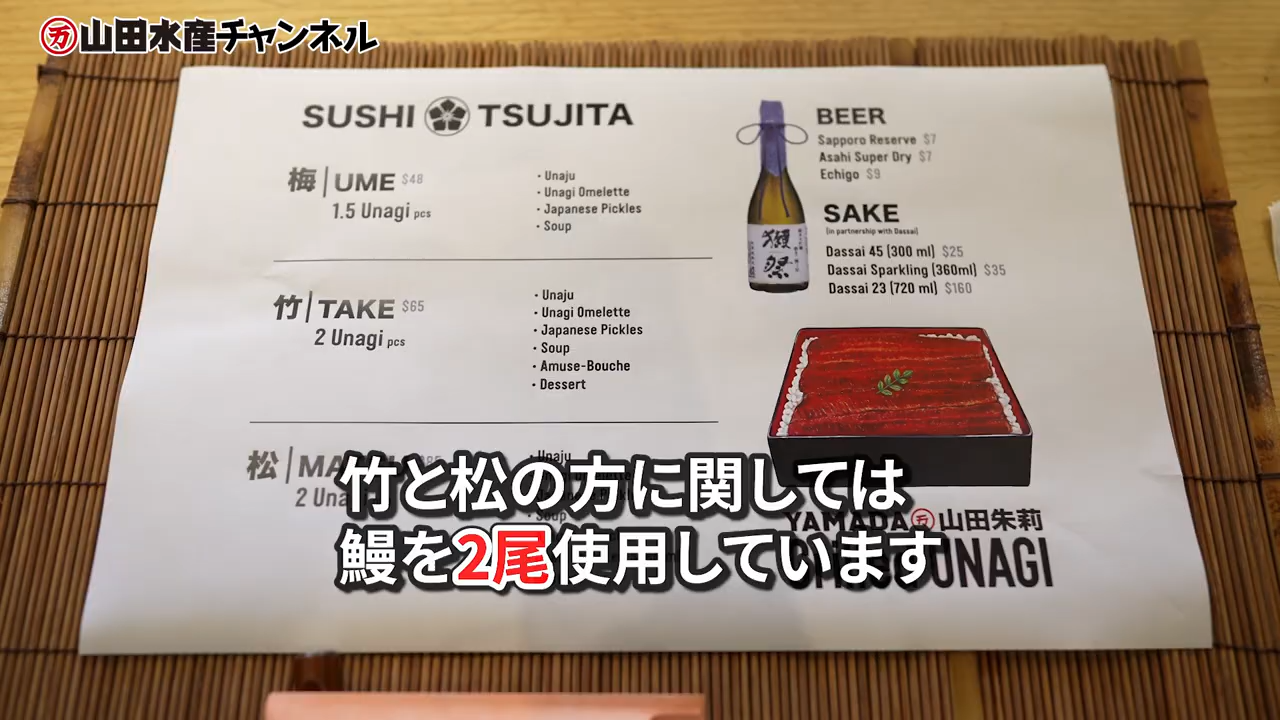 山田水産チャンネル
SUSHI TSUJITA
梅 UME $48
1.5 Unagi pcs
· Unaju
· Unagi Omelette
· Japanese Pickles
· Soup
竹 TAKE $65
2 Unagi pcs
· Unaju
· Unagi Omelette
· Japanese Pickles
· Soup
· Amuse-Bouche
· Dessert
松
2
· Unaju
· Soup
BEER
Sapporo Reserve $7
Asahi Super Dry $7
Echigo $9
SAKE
(in partnership with Dassai)
Dassai 45 (300 ml) $25
Dassai Sparkling (360ml) $35
Dassai 23 (720 ml) $160
獺祭
YAMADA 山田朱莉
UNAGI
竹と松の方に関しては
鰻を2尾使用しています